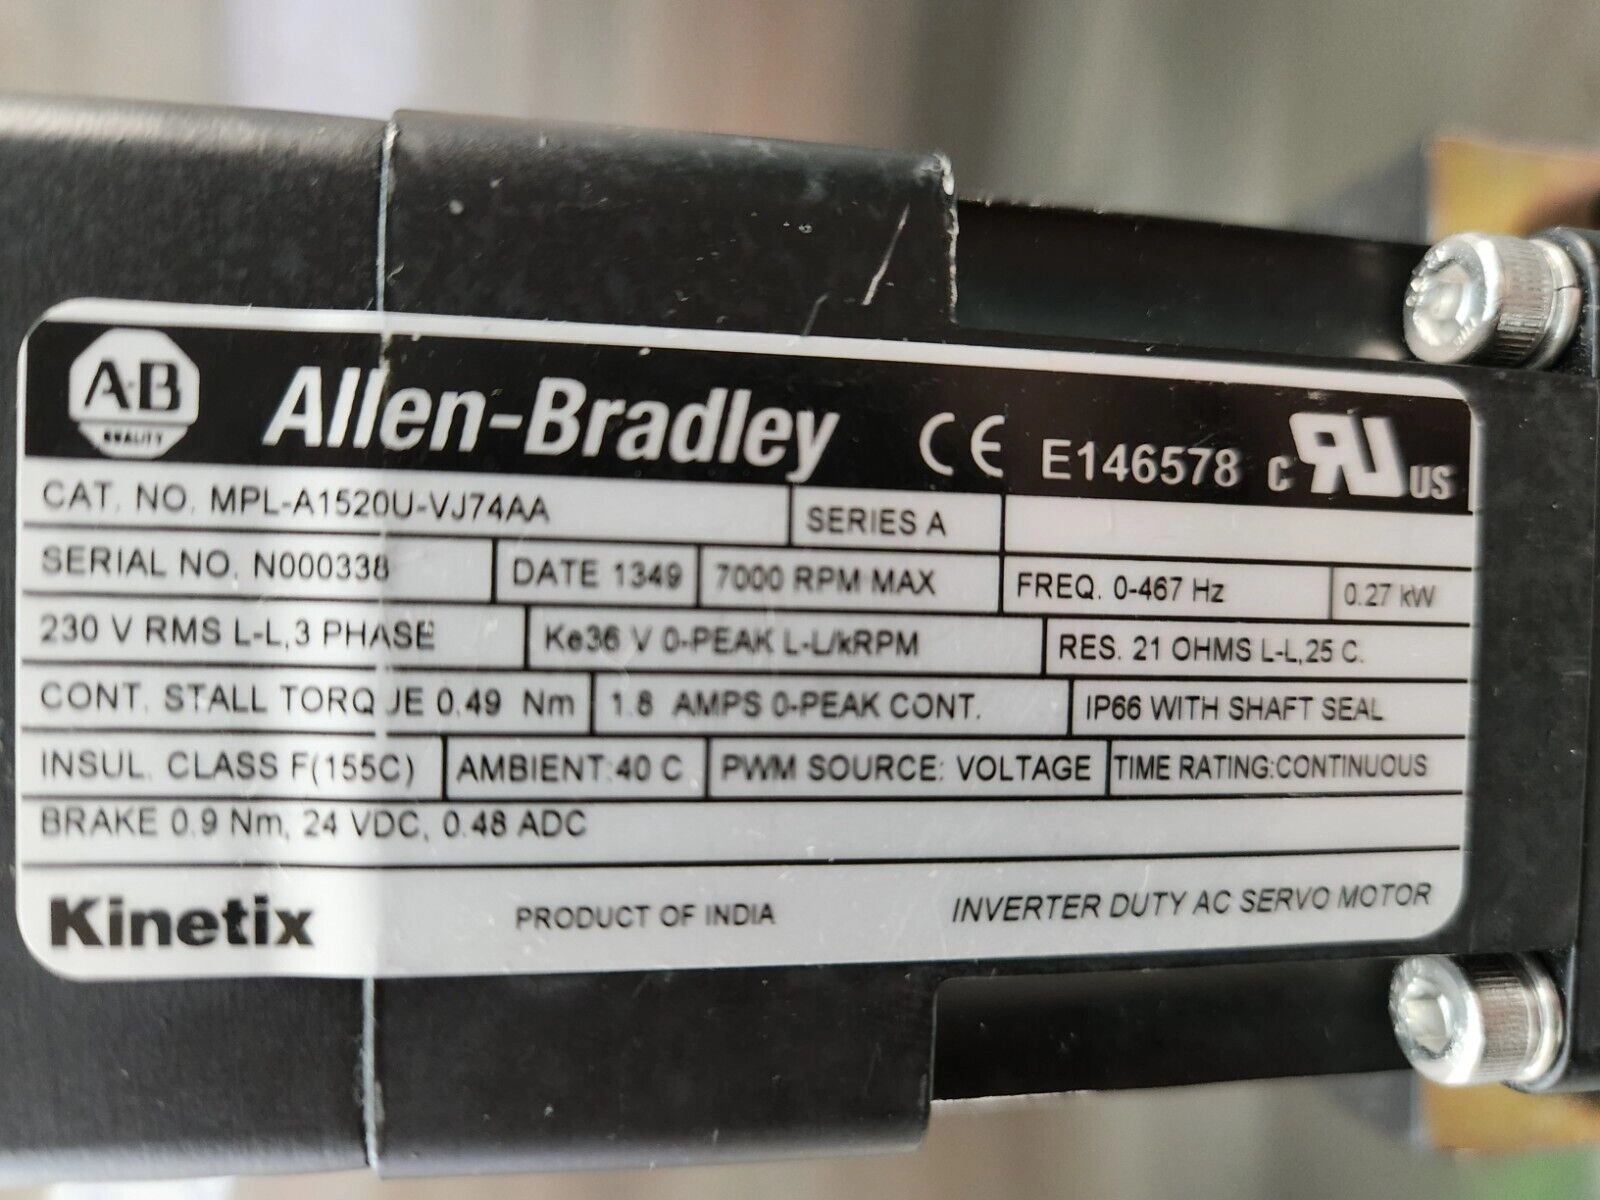 A-B QUALITY Allen-Bradley CE E146578 c RU US
CAT. NO. MPL-A1520U-VJ74AA SERIES A
SERIAL NO. N000338 DATE 1349 7000 RPM MAX FREQ. 0-467 Hz 0.27 kW
230 V RMS L-L,3 PHASE Ke36 V 0-PEAK L-L/kRPM RES. 21 OHMS L-L,25 C.
CONT. STALL TORQUE 0.49 Nm 1.8 AMPS 0-PEAK CONT. IP66 WITH SHAFT SEAL
INSUL. CLASS F(155C) AMBIENT:40 C PWM SOURCE: VOLTAGE TIME RATING:CONTINUOUS
BRAKE 0.9 Nm, 24 VDC, 0.48 ADC
Kinetix PRODUCT OF INDIA INVERTER DUTY AC SERVO MOTOR